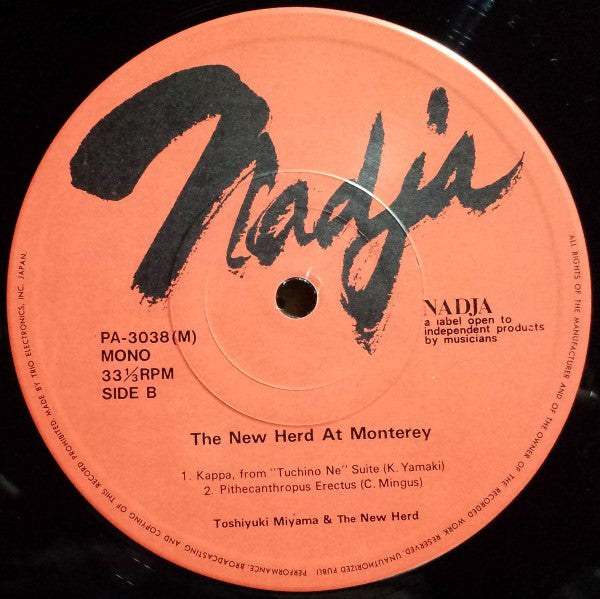 Nadja
NADJA
a label open to
independent products
by musicians
PA-3038(M)
MONO
33⅓RPM
SIDE B
The New Herd At Monterey
1. Kappa, from "Tuchino Ne" Suite (K. Yamaki)
2. Pithecanthropus Erectus (C. Mingus)
Toshiyuki Miyama & The New Herd
ALL RIGHTS OF THE MANUFACTURER AND OF THE OWNER OF THE RECORDED WORK RESERVED. UNAUTHORIZED PUBLI PERFORMANCE, BROADCASTING AND COPYING OF THIS RECORD PROHIBITED MADE BY TRIO ELECTRONICS, INC. JAPAN.